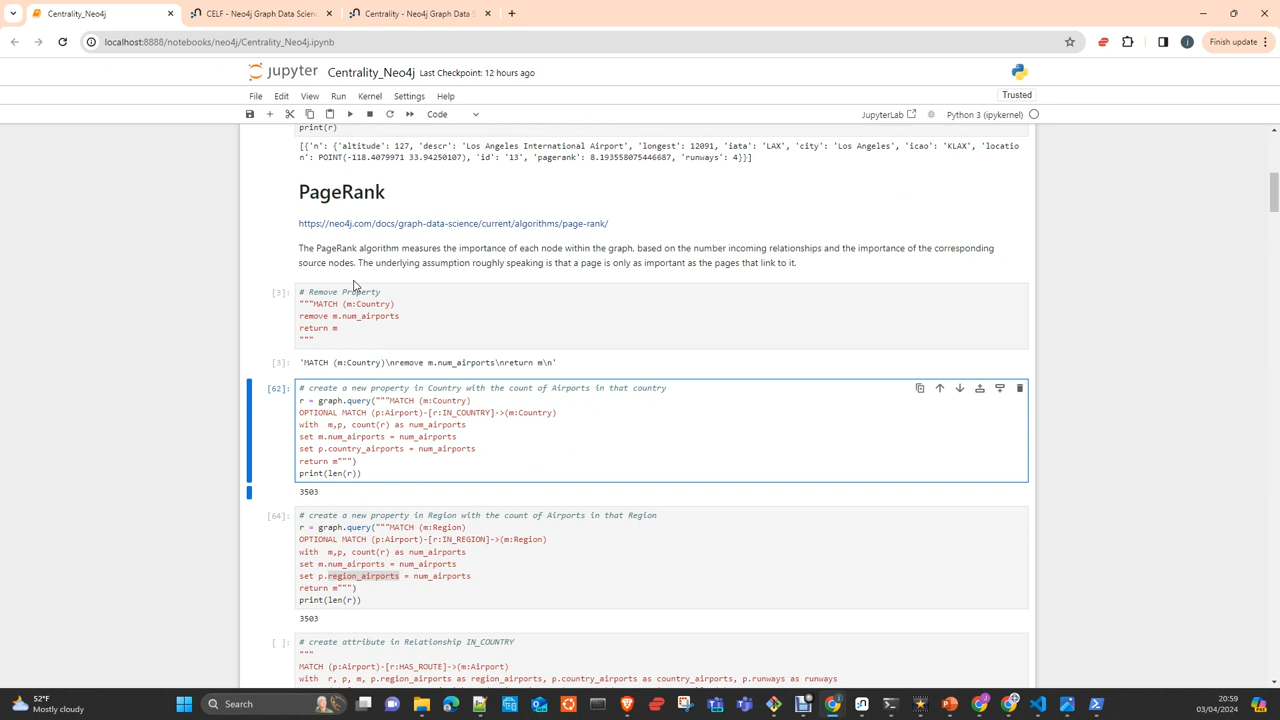 Centrality_Neo4j
CELF - Neo4j Graph Data Scien
Centrality - Neo4j Graph Data S
localhost:8888/notebooks/neo4j/Centrality_Neo4j.ipynb
Finish update
jupyter Centrality_Neo4j Last Checkpoint: 12 hours ago
File Edit View Run Kernel Settings Help
Trusted
Code
JupyterLab
Python 3 (ipykernel)
print(r)
[{'n': {'altitude': 127, 'descr': 'Los Angeles International Airport', 'longest': 12091, 'iata': 'LAX', 'city': 'Los Angeles', 'icao': 'KLAX', 'locatio
n': POINT(-118.4079971 33.94250107), 'id': '13', 'pagerank': 8.193558075446687, 'runways': 4}}]
PageRank
https://neo4j.com/docs/graph-data-science/current/algorithms/page-rank/
The PageRank algorithm measures the importance of each node within the graph, based on the number incoming relationships and the importance of the corresponding
source nodes. The underlying assumption roughly speaking is that a page is only as important as the pages that link to it.
[3]: # Remove Property
"""MATCH (m:Country)
remove m.num_airports
return m
"""
[3]: 'MATCH (m:Country)\nremove m.num_airports\nreturn m\n'
[62]: # create a new property in Country with the count of Airports in that country
r = graph.query("""MATCH (m:Country)
OPTIONAL MATCH (p:Airport)-[r:IN_COUNTRY]->(m:Country)
with  m,p, count(r) as num_airports
set m.num_airports = num_airports
set p.country_airports = num_airports
return m""")
print(len(r))
3503
[64]: # create a new property in Region with the count of Airports in that Region
r = graph.query("""MATCH (m:Region)
OPTIONAL MATCH (p:Airport)-[r:IN_REGION]->(m:Region)
with  m,p, count(r) as num_airports
set m.num_airports = num_airports
set p.region_airports = num_airports
return m""")
print(len(r))
3503
[ ]: # create attribute in Relationship IN_COUNTRY
"""
MATCH (p:Airport)-[r:HAS_ROUTE]->(m:Airport)
with  r, p, m, p.region_airports as region_airports, p.country_airports as country_airports, p.runways as runways
52°F
Mostly cloudy
Search
20:59
03/04/2024